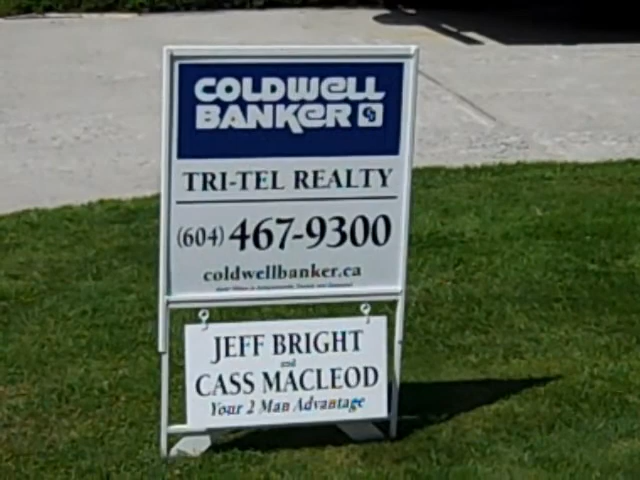 COLDWELL
BANKER
TRI-TEL REALTY
(604) 467-9300
coldwellbanker.ca
JEFF BRIGHT
and
CASS MACLEOD
Your 2 Man Advantage